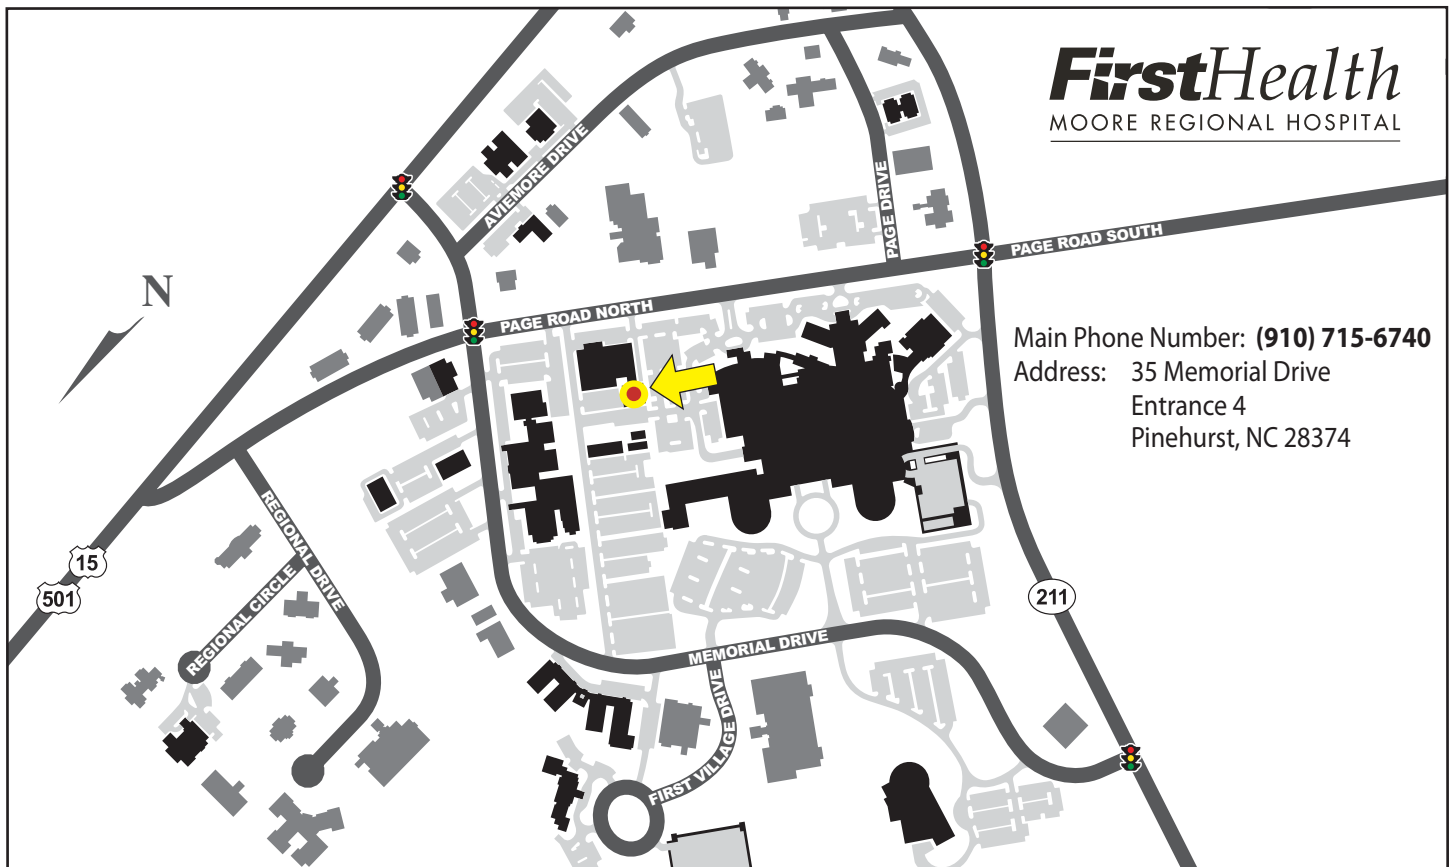 FirstHealth
MOORE REGIONAL HOSPITAL
AVIEMORE DRIVE
PAGE DRIVE
PAGE ROAD SOUTH
N
PAGE ROAD NORTH
Main Phone Number: (910) 715-6740
Address: 35 Memorial Drive
Entrance 4
Pinehurst, NC 28374
REGIONAL DRIVE
15
501
REGIONAL CIRCLE
211
MEMORIAL DRIVE
FIRST VILLAGE DRIVE